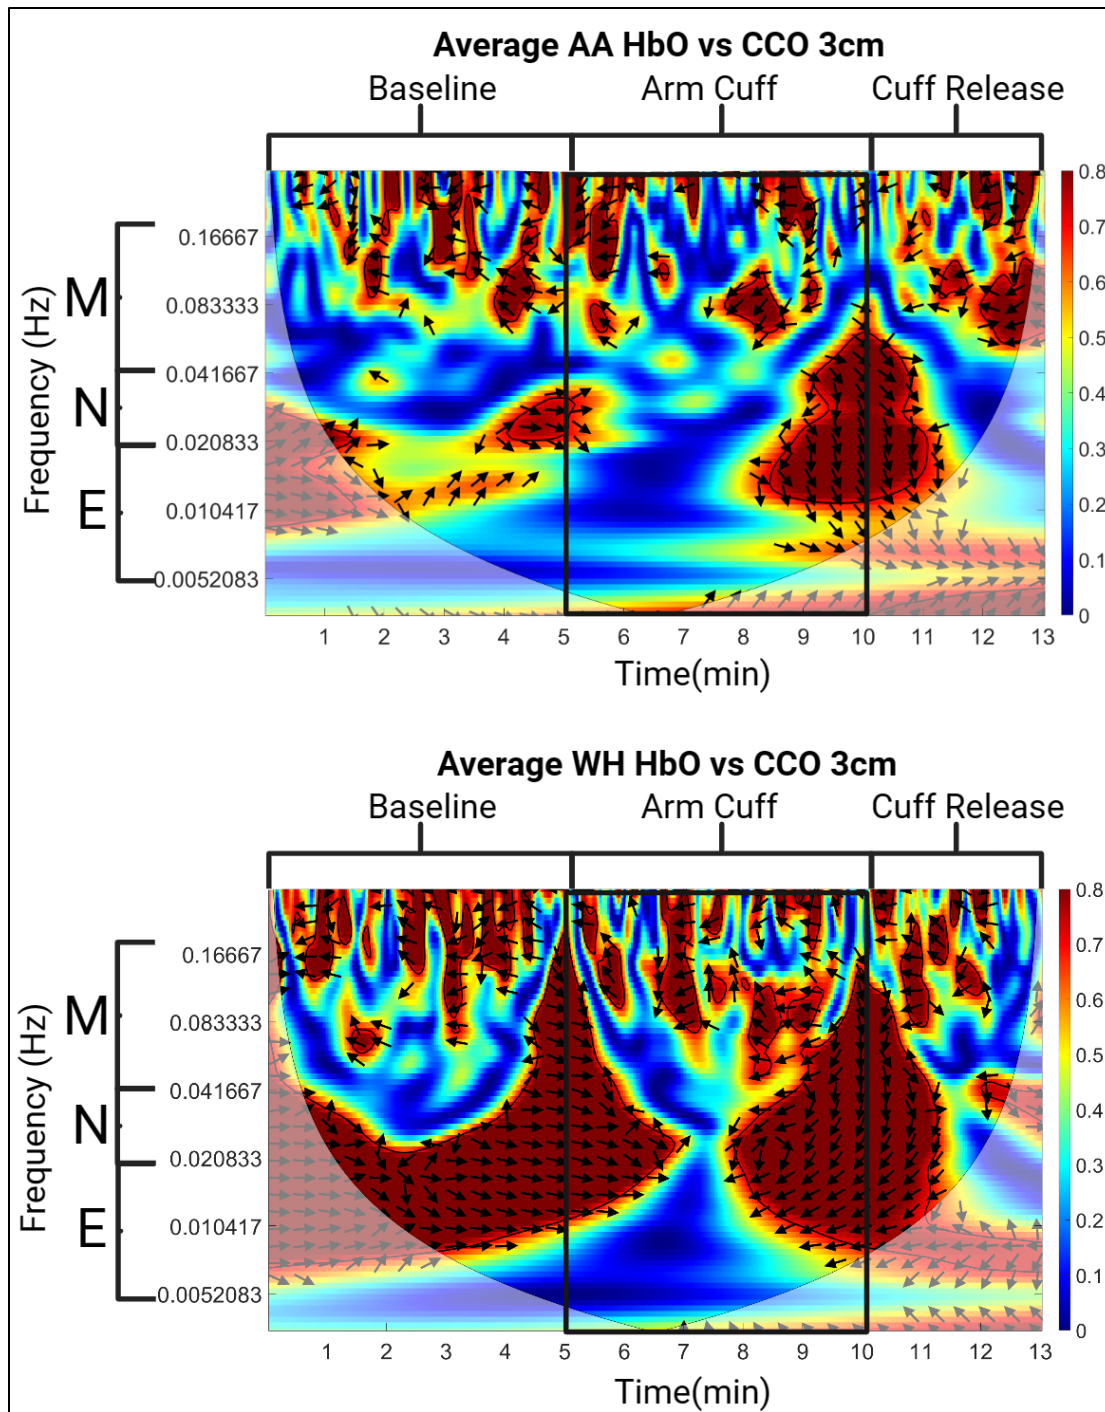 Average AA HbO vs CCO 3cm
Baseline Arm Cuff Cuff Release
Frequency (Hz)
M
N
E
0.16667
0.083333
0.041667
0.020833
0.010417
0.0052083
0.8
0.7
0.6
0.5
0.4
0.3
0.2
0.1
0
1 2 3 4 5 6 7 8 9 10 11 12 13
Time(min)
Average WH HbO vs CCO 3cm
Baseline Arm Cuff Cuff Release
Frequency (Hz)
M
N
E
0.16667
0.083333
0.041667
0.020833
0.010417
0.0052083
0.8
0.7
0.6
0.5
0.4
0.3
0.2
0.1
0
1 2 3 4 5 6 7 8 9 10 11 12 13
Time(min)